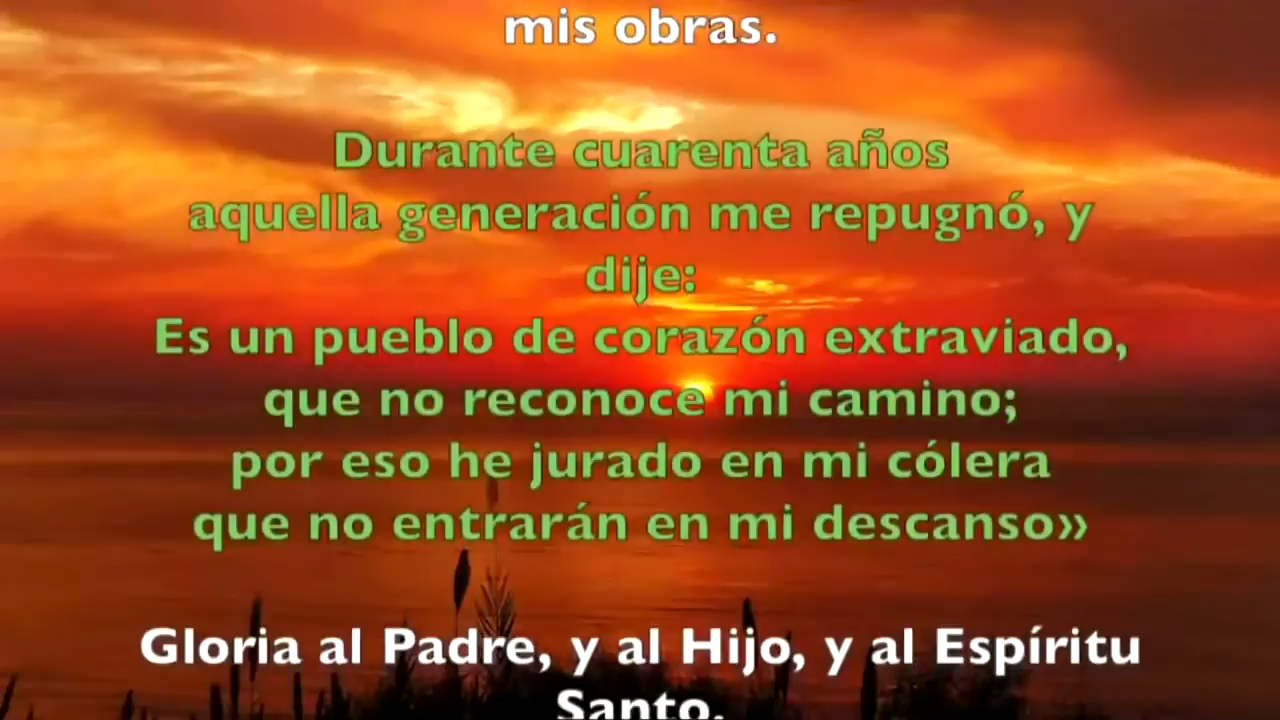 mis obras.
Durante cuarenta años
aquella generación me repugnó, y
dije:
Es un pueblo de corazón extraviado,
que no reconoce mi camino;
por eso he jurado en mi cólera
que no entrarán en mi descanso»
Gloria al Padre, y al Hijo, y al Espíritu
Santo.